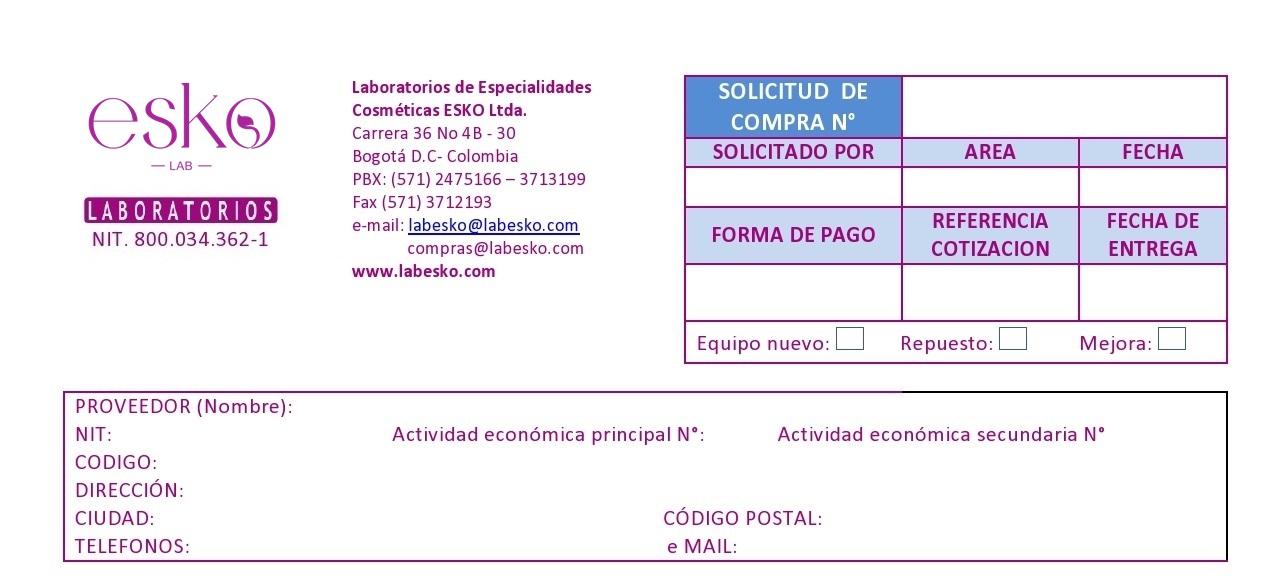 esko
LAB
LABORATORIOS
NIT. 800.034.362-1
Laboratorios de Especialidades
Cosméticas ESKO Ltda.
Carrera 36 No 4B - 30
Bogotá D.C- Colombia
PBX: (571) 2475166 – 3713199
Fax (571) 3712193
e-mail: labesko@labesko.com
compras@labesko.com
www.labesko.com
SOLICITUD DE
COMPRA N°
SOLICITADO POR AREA FECHA
FORMA DE PAGO REFERENCIA COTIZACION FECHA DE ENTREGA
Equipo nuevo: Repuesto: Mejora:
PROVEEDOR (Nombre):
NIT: Actividad económica principal N°: Actividad económica secundaria N°
CODIGO:
DIRECCIÓN:
CIUDAD: CÓDIGO POSTAL:
TELEFONOS: e MAIL: